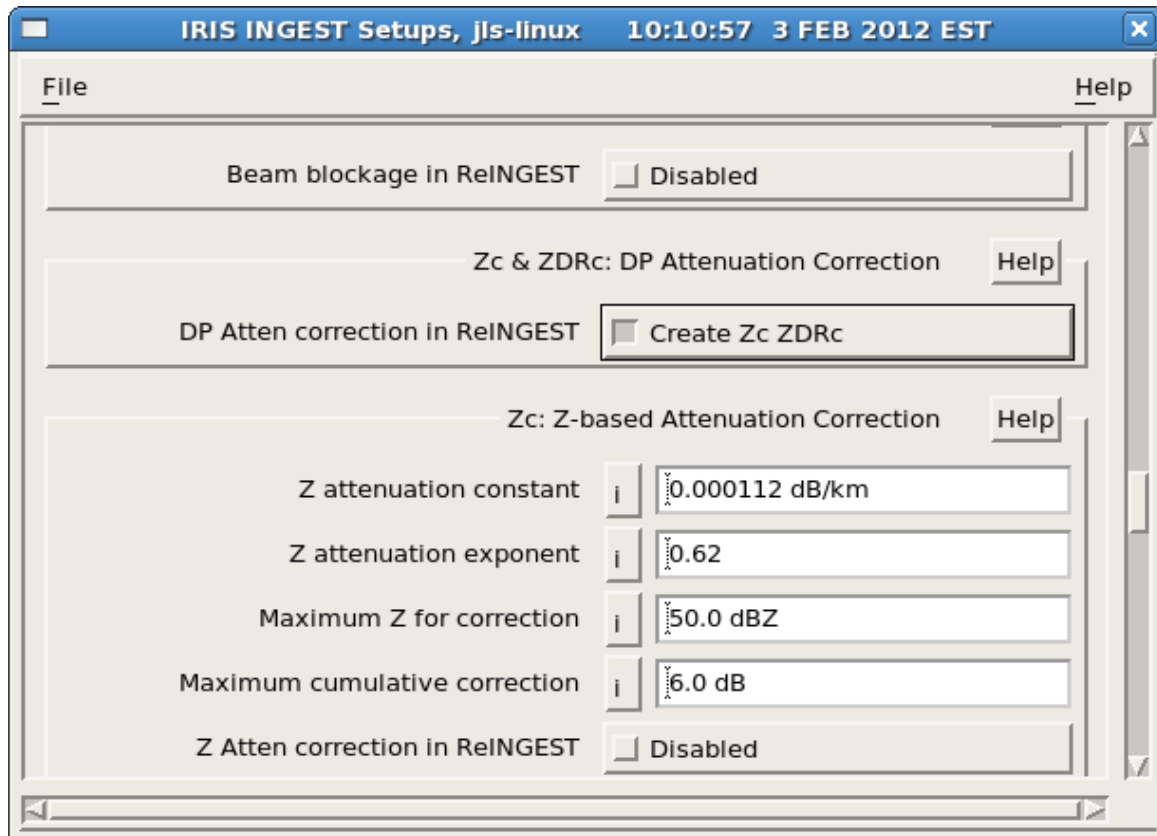 IRIS INGEST Setups, jls-linux 10:10:57 3 FEB 2012 EST
File Help
Beam blockage in ReINGEST Disabled
Zc & ZDRc: DP Attenuation Correction Help
DP Atten correction in ReINGEST Create Zc ZDRc
Zc: Z-based Attenuation Correction Help
Z attenuation constant i 0.000112 dB/km
Z attenuation exponent i 0.62
Maximum Z for correction i 50.0 dBZ
Maximum cumulative correction i 6.0 dB
Z Atten correction in ReINGEST Disabled